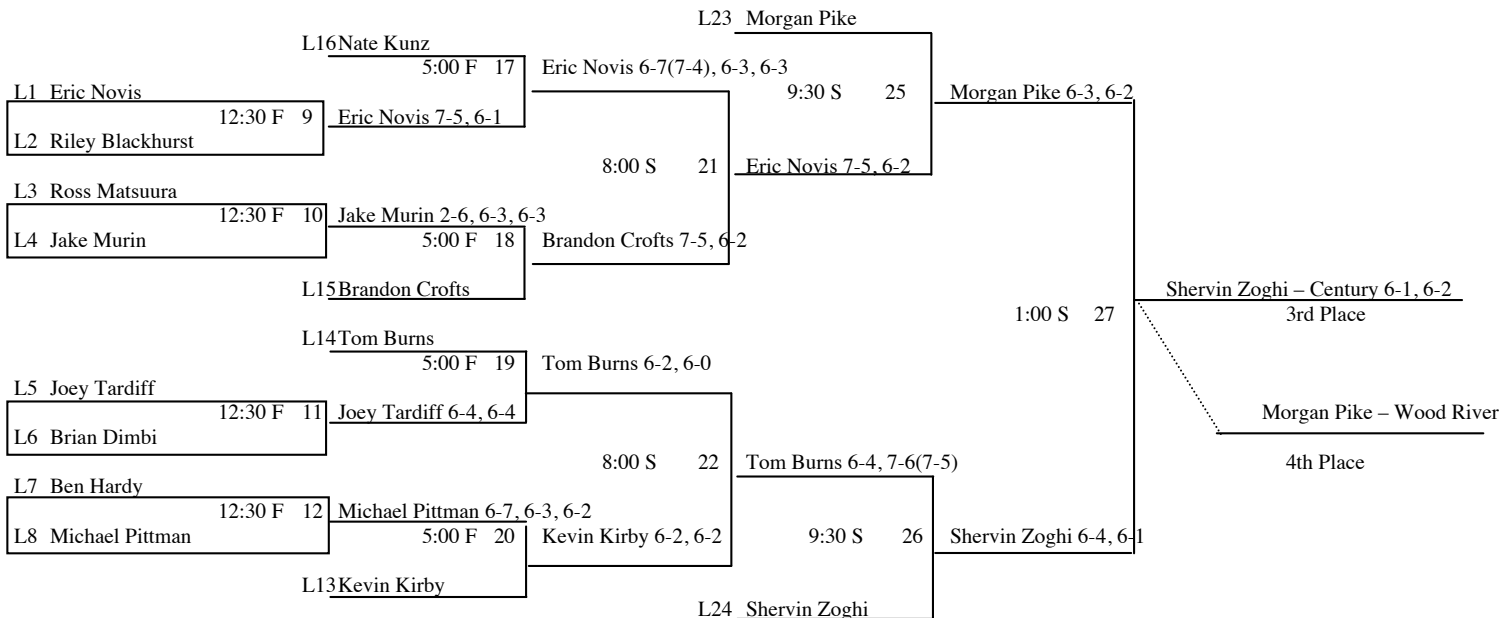 L23 Morgan Pike
L16 Nate Kunz
5:00 F 17 Eric Novis 6-7(7-4), 6-3, 6-3
L1 Eric Novis 9:30 S 25 Morgan Pike 6-3, 6-2
12:30 F 9 Eric Novis 7-5, 6-1
L2 Riley Blackhurst
8:00 S 21 Eric Novis 7-5, 6-2
L3 Ross Matsuura
12:30 F 10 Jake Murin 2-6, 6-3, 6-3
L4 Jake Murin 5:00 F 18 Brandon Crofts 7-5, 6-2
L15 Brandon Crofts Shervin Zoghi – Century 6-1, 6-2
1:00 S 27 3rd Place
L14 Tom Burns
5:00 F 19 Tom Burns 6-2, 6-0
L5 Joey Tardiff
12:30 F 11 Joey Tardiff 6-4, 6-4 Morgan Pike – Wood River
L6 Brian Dimbi
8:00 S 22 Tom Burns 6-4, 7-6(7-5) 4th Place
L7 Ben Hardy
12:30 F 12 Michael Pittman 6-7, 6-3, 6-2
L8 Michael Pittman 5:00 F 20 Kevin Kirby 6-2, 6-2 9:30 S 26 Shervin Zoghi 6-4, 6-1
L13 Kevin Kirby
L24 Shervin Zoghi